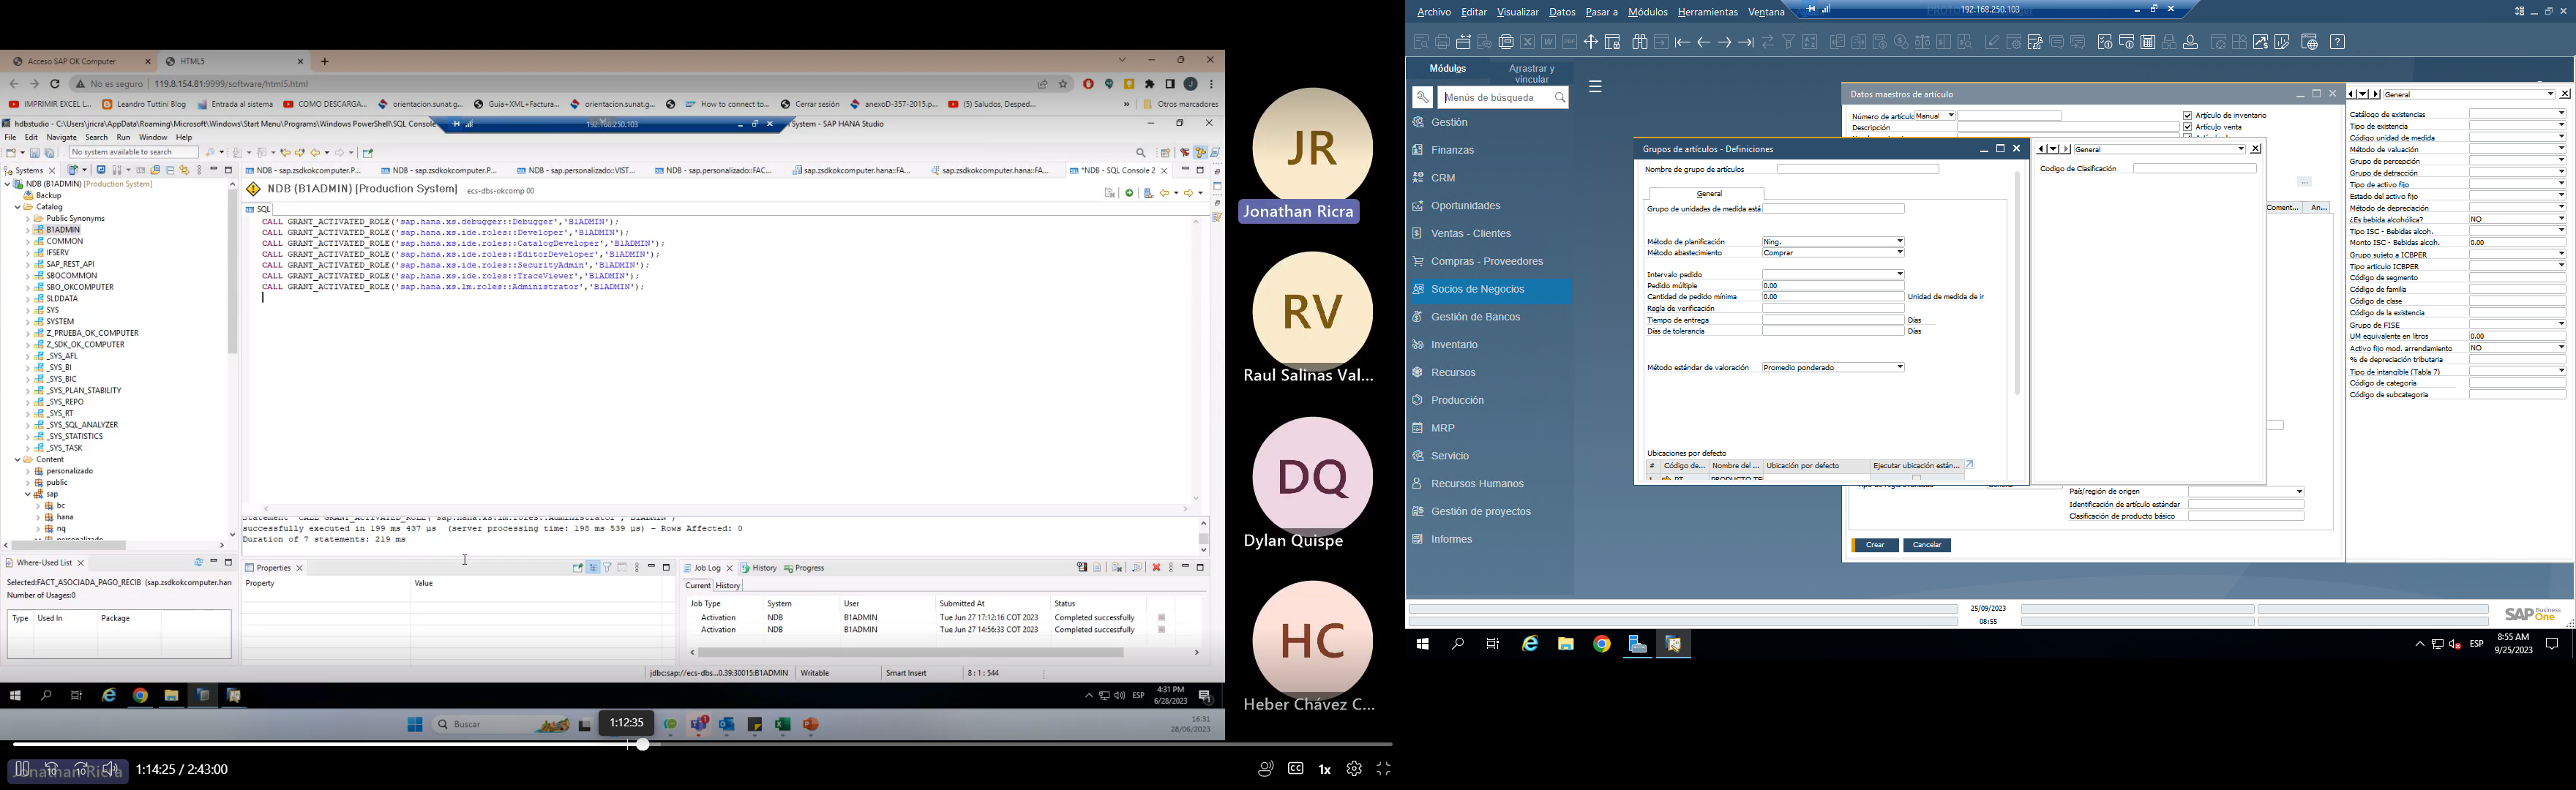 Acceso SAP OK Computer
HTML5
No es seguro | 119.8.154.81:9999/software/html5.html
IMPRIMIR EXCEL L...
Leandro Tuttini Blog
Entrada al sistema
COMO DESCARGA...
orientacion.sunat.g...
Guia+XML+Factura...
orientacion.sunat.g...
How to connect to...
Cerrar sesión
anexoD-357-2015.p...
(5) Saludos, Desped...
Otros marcadores
hdbstudio - C:\Users\jricra\AppData\Roaming\Microsoft\Windows\Start Menu\Programs\Windows PowerShell\SQL Console
192.168.250.103
System - SAP HANA Studio
File Edit Navigate Search Run Window Help
No system available to search
Systems
NDB - sap.zsdkokcomputer.P...
NDB - sap.zsdkokcomputer.P...
NDB - sap.personalizado::VIST...
NDB - sap.personalizado::FAC...
sap.zsdkokcomputer.hana::FA...
sap.zsdkokcomputer.hana::FA...
*NDB - SQL Console 2
NDB (B1ADMIN) [Production System]
Backup
Catalog
Public Synonyms
B1ADMIN
COMMON
IFSERV
SAP_REST_API
SBOCOMMON
SBO_OKCOMPUTER
SLDDATA
SYS
SYSTEM
Z_PRUEBA_OK_COMPUTER
Z_SDK_OK_COMPUTER
_SYS_AFL
_SYS_BI
_SYS_BIC
_SYS_PLAN_STABILITY
_SYS_REPO
_SYS_RT
_SYS_SQL_ANALYZER
_SYS_STATISTICS
_SYS_TASK
Content
personalizado
public
sap
bc
hana
nq
NDB (B1ADMIN) [Production System] ecs-dbs-okcomp 00
SQL
CALL GRANT_ACTIVATED_ROLE('sap.hana.xs.debugger::Debugger','B1ADMIN');
CALL GRANT_ACTIVATED_ROLE('sap.hana.xs.ide.roles::Developer','B1ADMIN');
CALL GRANT_ACTIVATED_ROLE('sap.hana.xs.ide.roles::CatalogDeveloper','B1ADMIN');
CALL GRANT_ACTIVATED_ROLE('sap.hana.xs.ide.roles::EditorDeveloper','B1ADMIN');
CALL GRANT_ACTIVATED_ROLE('sap.hana.xs.ide.roles::SecurityAdmin','B1ADMIN');
CALL GRANT_ACTIVATED_ROLE('sap.hana.xs.ide.roles::TraceViewer','B1ADMIN');
CALL GRANT_ACTIVATED_ROLE('sap.hana.xs.lm.roles::Administrator','B1ADMIN');
Statement 'CALL GRANT_ACTIVATED_ROLE('sap.hana.xs.lm.roles::Administrator','B1ADMIN')'
successfully executed in 199 ms 437 µs (server processing time: 198 ms 539 µs) - Rows Affected: 0
Duration of 7 statements: 219 ms
Where-Used List
Selected:FACT_ASOCIADA_PAGO_RECIB (sap.zsdkokcomputer.han
Number of Usages:0
Type Used In Package
Properties
Property Value
Job Log History Progress
Current History
Job Type System User Submitted At Status
Activation NDB B1ADMIN Tue Jun 27 17:12:16 COT 2023 Completed successfully
Activation NDB B1ADMIN Tue Jun 27 14:56:33 COT 2023 Completed successfully
jdbc:sap://ecs-dbs...0.39:30015:B1ADMIN Writable Smart Insert 8 : 1 : 544
ESP
4:31 PM
6/28/2023
Buscar
1:12:35
16:31
28/06/2023
Jonathan Ricra
1:14:25 / 2:43:00
CC
1x
JR
Jonathan Ricra
RV
Raul Salinas Val...
DQ
Dylan Quispe
HC
Heber Chávez C...
Archivo Editar Visualizar Datos Pasar a Módulos Herramientas Ventana
192.168.250.103
Módulos
Arrastrar y vincular
Menús de búsqueda
Gestión
Finanzas
CRM
Oportunidades
Ventas - Clientes
Compras - Proveedores
Socios de Negocios
Gestión de Bancos
Inventario
Recursos
Producción
MRP
Servicio
Recursos Humanos
Gestión de proyectos
Informes
Datos maestros de artículo
Número de artículo Manual
Descripción
Artículo de inventario
Artículo venta
Coment... An...
Grupos de artículos - Definiciones
Nombre de grupo de artículos
General
Grupo de unidades de medida está
Método de planificación Ning.
Método abastecimiento Comprar
Intervalo pedido
Pedido múltiple 0.00
Cantidad de pedido mínima 0.00 Unidad de medida de ir
Regla de verificación
Tiempo de entrega Días
Días de tolerancia Días
Método estándar de valoración Promedio ponderado
Ubicaciones por defecto
# Código de... Nombre del ... Ubicación por defecto Ejecutar ubicación están...
1 PT PRODUCTO TE
General
Codigo de Clasificación
País/región de origen
Identificación de artículo estándar
Clasificación de producto básico
Crear Cancelar
General
Catálogo de existencias
Tipo de existencia
Código unidad de medida
Método de valuación
Grupo de percepción
Grupo de detracción
Tipo de activo fijo
Estado del activo fijo
Método de depreciación
¿Es bebida alcohólica? NO
Tipo ISC - Bebidas alcoh.
Monto ISC - Bebidas alcoh. 0.00
Grupo sujeto a ICBPER
Tipo articulo ICBPER
Código de segmento
Código de familia
Código de clase
Código de la existencia
Grupo de FISE
UM equivalente en litros 0.00
Activo fijo mod. arrendamiento NO
% de depreciación tributaria
Tipo de intangible (Tabla 7)
Código de categoria
Código de subcategoria
25/09/2023
08:55
SAP Business One
ESP
8:55 AM
9/25/2023